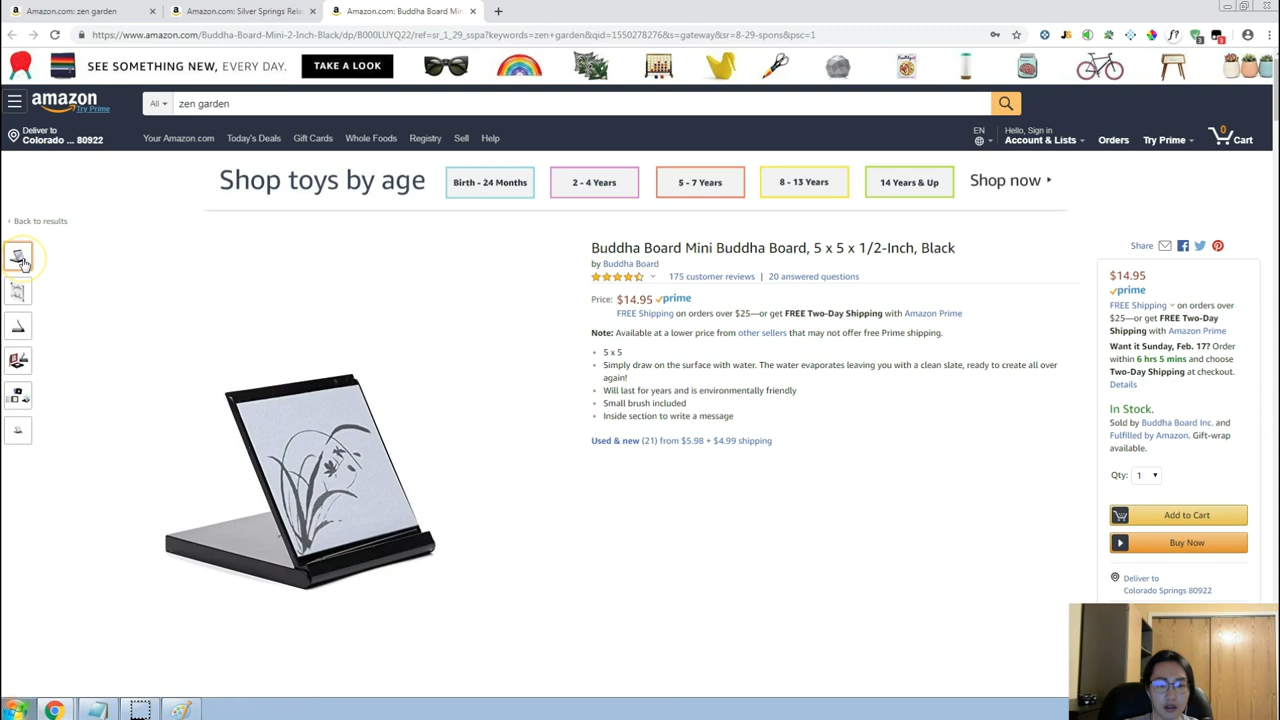 Amazon.com: zen garden
Amazon.com: Silver Springs Rela
Amazon.com: Buddha Board Min
https://www.amazon.com/Buddha-Board-Mini-2-Inch-Black/dp/B000LUYQ22/ref=sr_1_29_sspa?keywords=zen+garden&qid=1550278276&s=gateway&sr=8-29-spons&psc=1
SEE SOMETHING NEW, EVERY DAY.
TAKE A LOOK
amazon
Try Prime
All
zen garden
Deliver to
Colorado ... 80922
Your Amazon.com
Today's Deals
Gift Cards
Whole Foods
Registry
Sell
Help
EN
Hello, Sign in
Account & Lists
Orders
Try Prime
0
Cart
Shop toys by age
Birth - 24 Months
2 - 4 Years
5 - 7 Years
8 - 13 Years
14 Years & Up
Shop now
‹ Back to results
Buddha Board Mini Buddha Board, 5 x 5 x 1/2-Inch, Black
by Buddha Board
175 customer reviews | 20 answered questions
Price: $14.95 prime
FREE Shipping on orders over $25—or get FREE Two-Day Shipping with Amazon Prime
Note: Available at a lower price from other sellers that may not offer free Prime shipping.
• 5 x 5
• Simply draw on the surface with water. The water evaporates leaving you with a clean slate, ready to create all over
again!
• Will last for years and is environmentally friendly
• Small brush included
• Inside section to write a message
Used & new (21) from $5.98 + $4.99 shipping
Share
$14.95
prime
FREE Shipping on orders over
$25—or get FREE Two-Day
Shipping with Amazon Prime
Want it Sunday, Feb. 17? Order
within 6 hrs 5 mins and choose
Two-Day Shipping at checkout.
Details
In Stock.
Sold by Buddha Board Inc. and
Fulfilled by Amazon. Gift-wrap
available.
Qty: 1
Add to Cart
Buy Now
Deliver to
Colorado Springs 80922